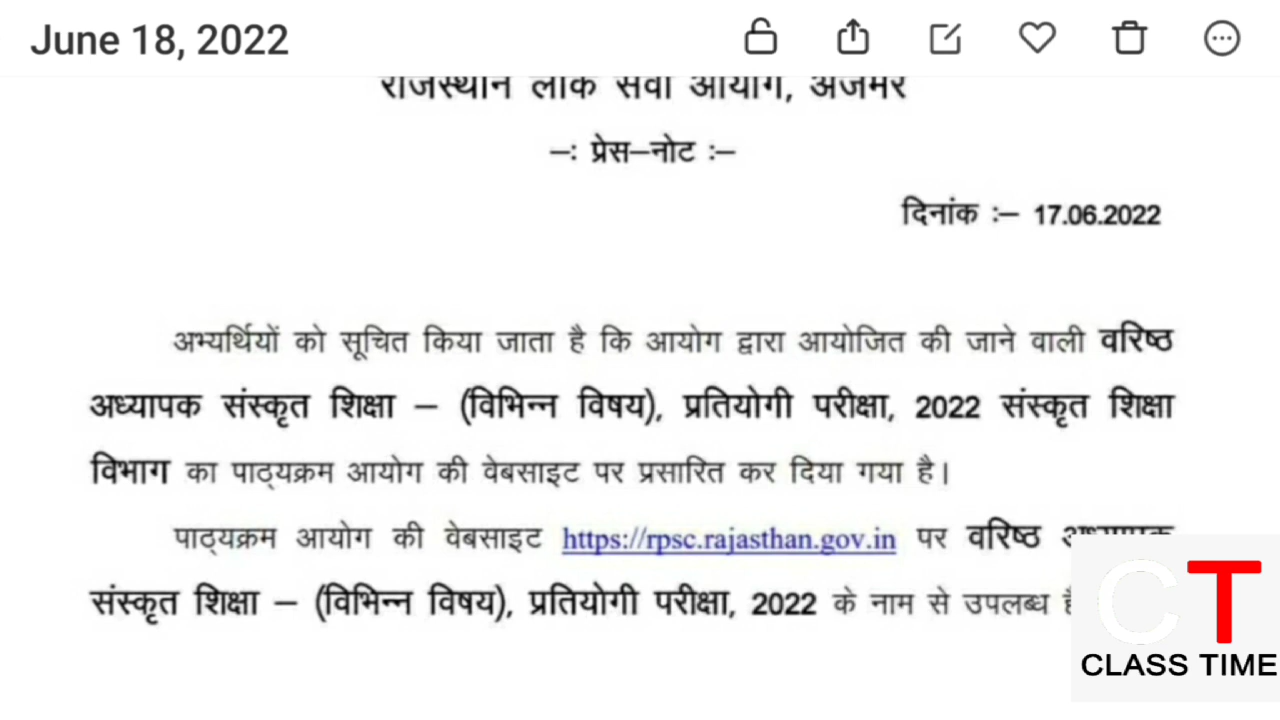 June 18, 2022
राजस्थान लोक सेवा आयोग, अजमेर
–: प्रेस–नोट :–
दिनांक :– 17.06.2022
अभ्यर्थियों को सूचित किया जाता है कि आयोग द्वारा आयोजित की जाने वाली वरिष्ठ
अध्यापक संस्कृत शिक्षा – (विभिन्न विषय), प्रतियोगी परीक्षा, 2022 संस्कृत शिक्षा
विभाग का पाठ्यक्रम आयोग की वेबसाइट पर प्रसारित कर दिया गया है।
पाठ्यक्रम आयोग की वेबसाइट https://rpsc.rajasthan.gov.in पर वरिष्ठ
संस्कृत शिक्षा – (विभिन्न विषय), प्रतियोगी परीक्षा, 2022 के नाम से उपलब्ध
CT
CLASS TIME